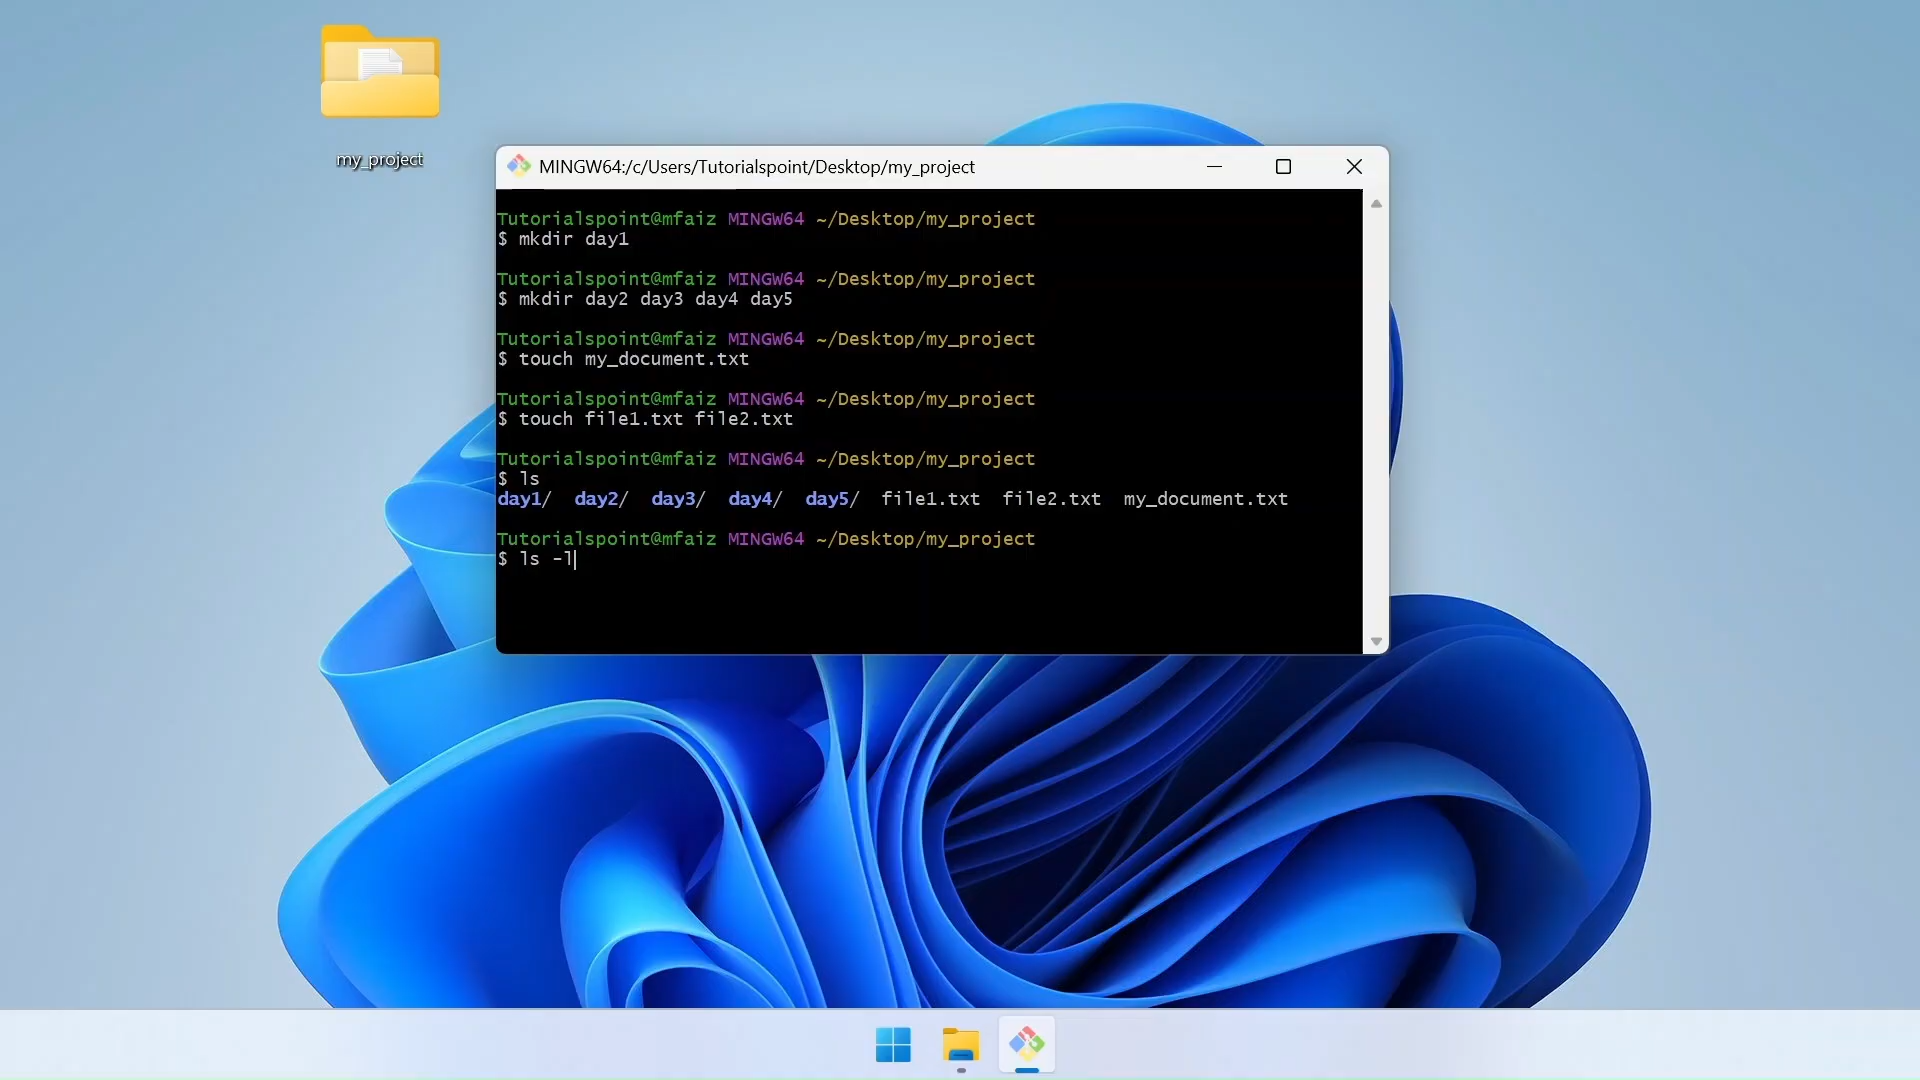 my_project
MINGW64:/c/Users/Tutorialspoint/Desktop/my_project
Tutorialspoint@mfaiz MINGW64 ~/Desktop/my_project
$ mkdir day1
Tutorialspoint@mfaiz MINGW64 ~/Desktop/my_project
$ mkdir day2 day3 day4 day5
Tutorialspoint@mfaiz MINGW64 ~/Desktop/my_project
$ touch my_document.txt
Tutorialspoint@mfaiz MINGW64 ~/Desktop/my_project
$ touch file1.txt file2.txt
Tutorialspoint@mfaiz MINGW64 ~/Desktop/my_project
$ ls
day1/  day2/  day3/  day4/  day5/  file1.txt  file2.txt  my_document.txt
Tutorialspoint@mfaiz MINGW64 ~/Desktop/my_project
$ ls -l